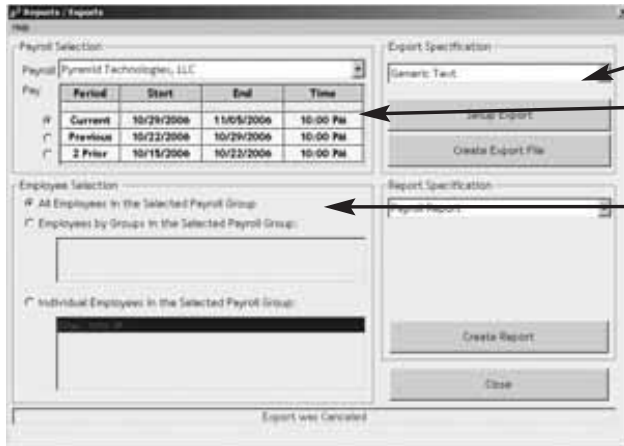 Reports / Exports
Help
Payroll Selection
Payroll Pyramid Technologies, LLC
Pay
Period Start End Time
Current 10/29/2006 11/05/2006 10:00 PM
Previous 10/22/2006 10/29/2006 10:00 PM
2 Prior 10/15/2006 10/22/2006 10:00 PM
Export Specification
Generic Text
Setup Export
Create Export File
Employee Selection
All Employees in the Selected Payroll Group
Employees by Groups in the Selected Payroll Group:
Individual Employees in the Selected Payroll Group:
Report Specification
Payroll Report
Create Report
Close
Export was Canceled